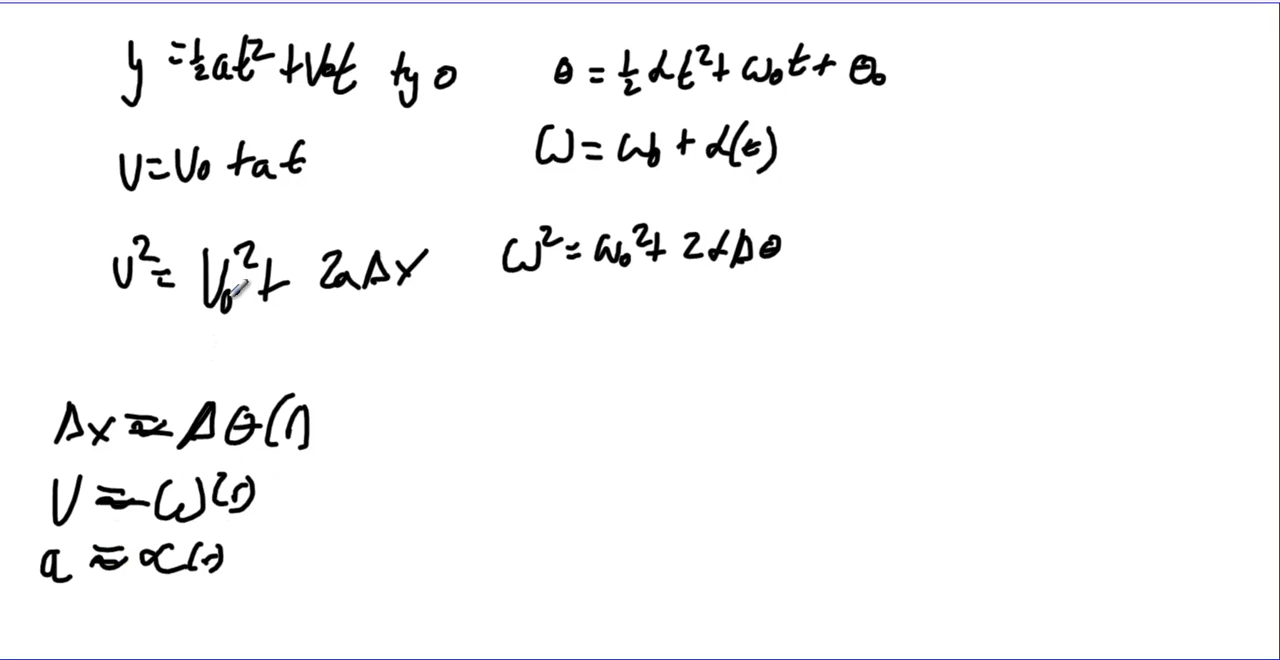 y = ½at² + V₀t + y₀ θ = ½αt² + ω₀t + θ₀
V = V₀ + at ω = ω₀ + α(t)
v² = V₀² + 2aΔx ω² = ω₀² + 2αΔθ
Δx ≈ Δθ(r)
V ≈ ω(r)
a ≈ α(r)